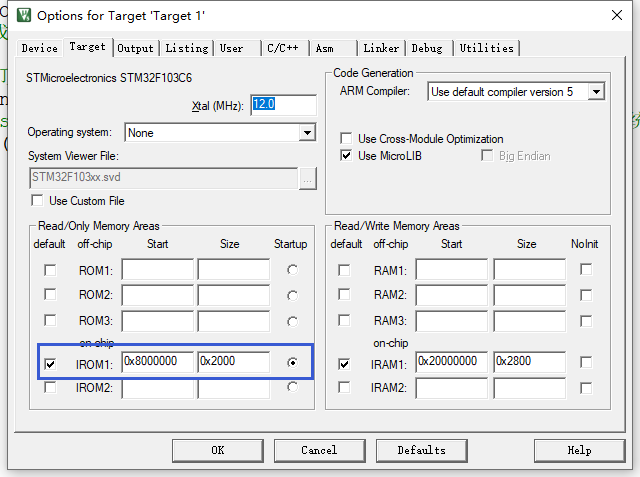 Options for Target 'Target 1'
Device Target Output Listing User C/C++ Asm Linker Debug Utilities
STMicroelectronics STM32F103C6
Xtal (MHz): 12.0
Operating system: None
System Viewer File:
STM32F103xx.svd ...
Use Custom File
Code Generation
ARM Compiler: Use default compiler version 5
Use Cross-Module Optimization
Use MicroLIB Big Endian
Read/Only Memory Areas
default off-chip Start Size Startup
ROM1:
ROM2:
ROM3:
on-chip
IROM1: 0x8000000 0x2000
IROM2:
Read/Write Memory Areas
default off-chip Start Size NoInit
RAM1:
RAM2:
RAM3:
on-chip
IRAM1: 0x20000000 0x2800
IRAM2:
OK Cancel Defaults Help